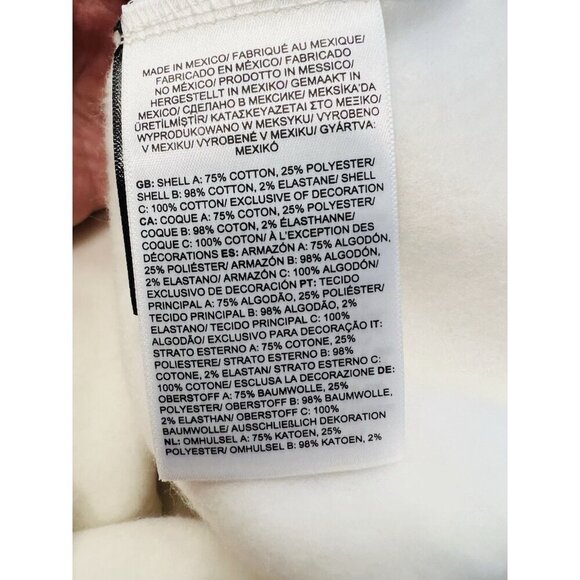 MADE IN MEXICO/ FABRIQUÉ AU MEXIQUE/
FABRICADO EN MÉXICO/ FABRICADO
NO MÉXICO/ PRODOTTO IN MESSICO/
HERGESTELLT IN MEXIKO/ GEMAAKT IN
MEXICO/ СДЕЛАНО В МЕКСИКЕ/ MEKSİKA'DA
ÜRETİLMİŞTİR/ ΚΑΤΑΣΚΕΥΑΖΕΤΑΙ ΣΤΟ ΜΕΞΙΚΟ/
WYPRODUKOWANO W MEKSYKU/ VYROBENO
V MEXIKU/ VYROBENÉ V MEXIKU/ GYÁRTVA:
MEXIKÓ
GB: SHELL A: 75% COTTON, 25% POLYESTER/
SHELL B: 98% COTTON, 2% ELASTANE/ SHELL
C: 100% COTTON/ EXCLUSIVE OF DECORATION
CA: COQUE A: 75% COTON, 25% POLYESTER/
COQUE B: 98% COTON, 2% ÉLASTHANNE/
COQUE C: 100% COTON/ À L'EXCEPTION DES
DÉCORATIONS ES: ARMAZÓN A: 75% ALGODÓN,
25% POLIÉSTER/ ARMAZÓN B: 98% ALGODÓN,
2% ELASTANO/ ARMAZÓN C: 100% ALGODÓN/
EXCLUSIVO DE DECORACIÓN PT: TECIDO
PRINCIPAL A: 75% ALGODÃO, 25% POLIÉSTER/
TECIDO PRINCIPAL B: 98% ALGODÃO, 2%
ELASTANO/ TECIDO PRINCIPAL C: 100%
ALGODÃO/ EXCLUSIVO PARA DECORAÇÃO IT:
STRATO ESTERNO A: 75% COTONE, 25%
POLIESTERE/ STRATO ESTERNO B: 98%
COTONE, 2% ELASTAN/ STRATO ESTERNO C:
100% COTONE/ ESCLUSA LA DECORAZIONE DE:
OBERSTOFF A: 75% BAUMWOLLE, 25%
POLYESTER/ OBERSTOFF B: 98% BAUMWOLLE,
2% ELASTHAN/ OBERSTOFF C: 100%
BAUMWOLLE/ AUSSCHLIEßLICH DEKORATION
NL: OMHULSEL A: 75% KATOEN, 25%
POLYESTER/ OMHULSEL B: 98% KATOEN, 2%